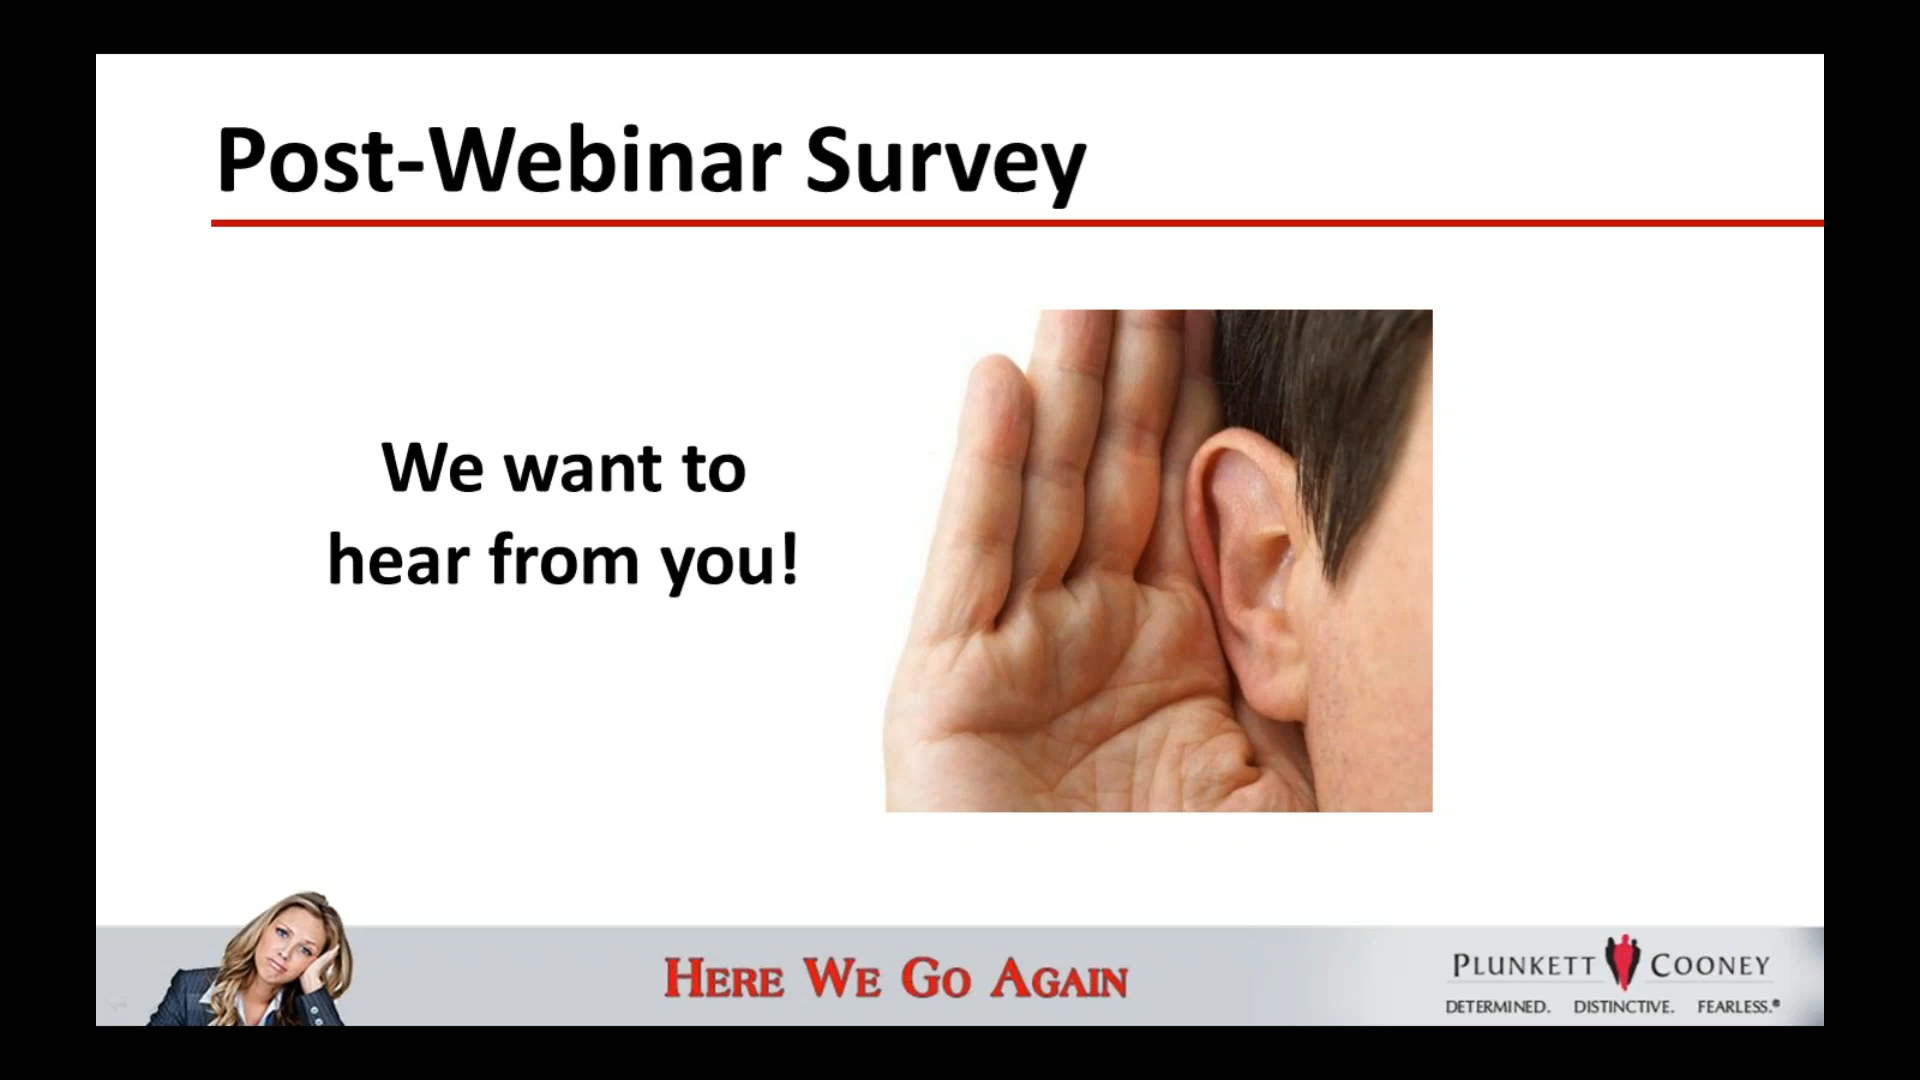 Post-Webinar Survey
We want to
hear from you!
HERE WE GO AGAIN
PLUNKETT COONEY
DETERMINED. DISTINCTIVE. FEARLESS.®